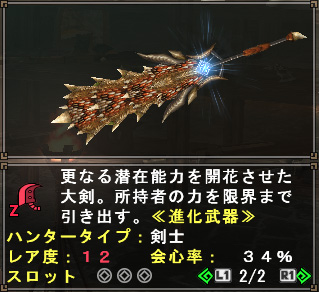 更なる潜在能力を開花させた
大剣。所持者の力を限界まで
引き出す。≪進化武器≫
Z
ハンタータイプ：剣士
レア度：１２ 会心率： ３４％
スロット L1 2/2 R1